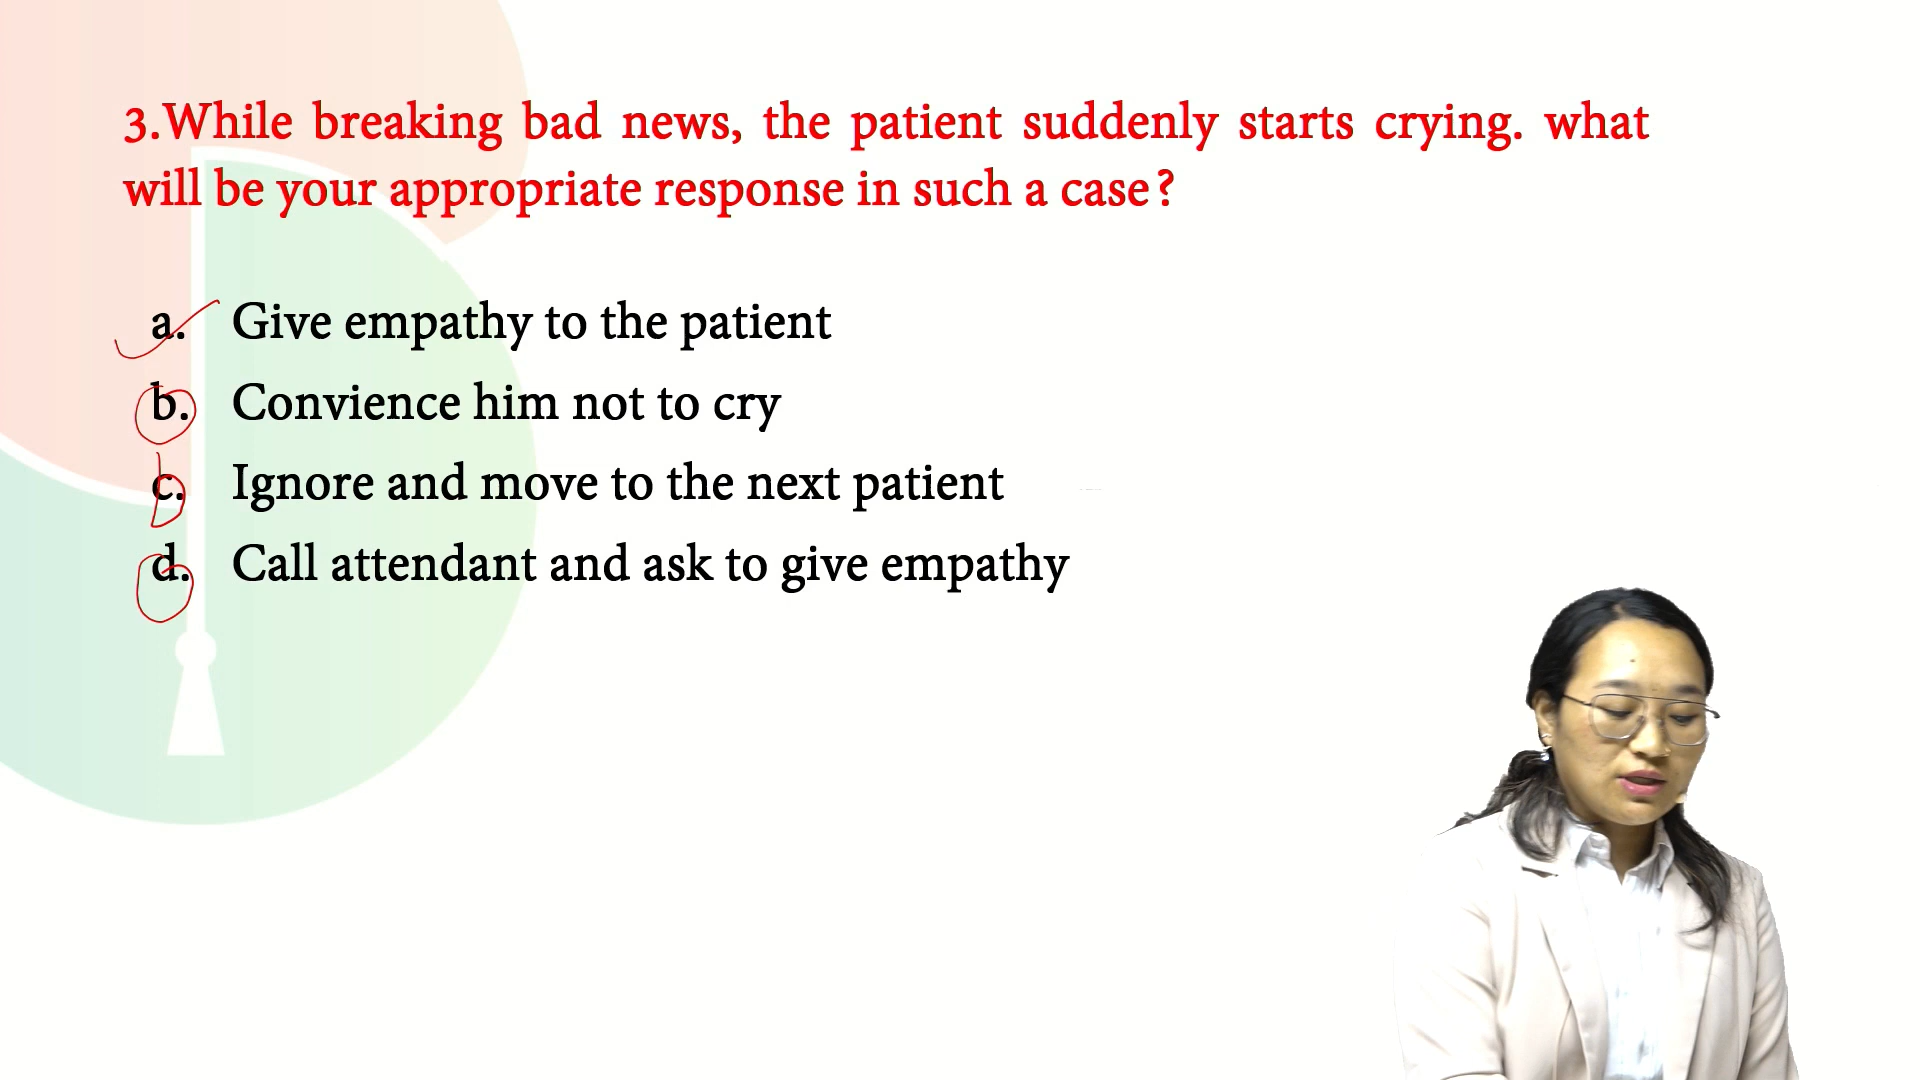 3.While breaking bad news, the patient suddenly starts crying. what
will be your appropriate response in such a case?
a. Give empathy to the patient
b. Convience him not to cry
c. Ignore and move to the next patient
d. Call attendant and ask to give empathy